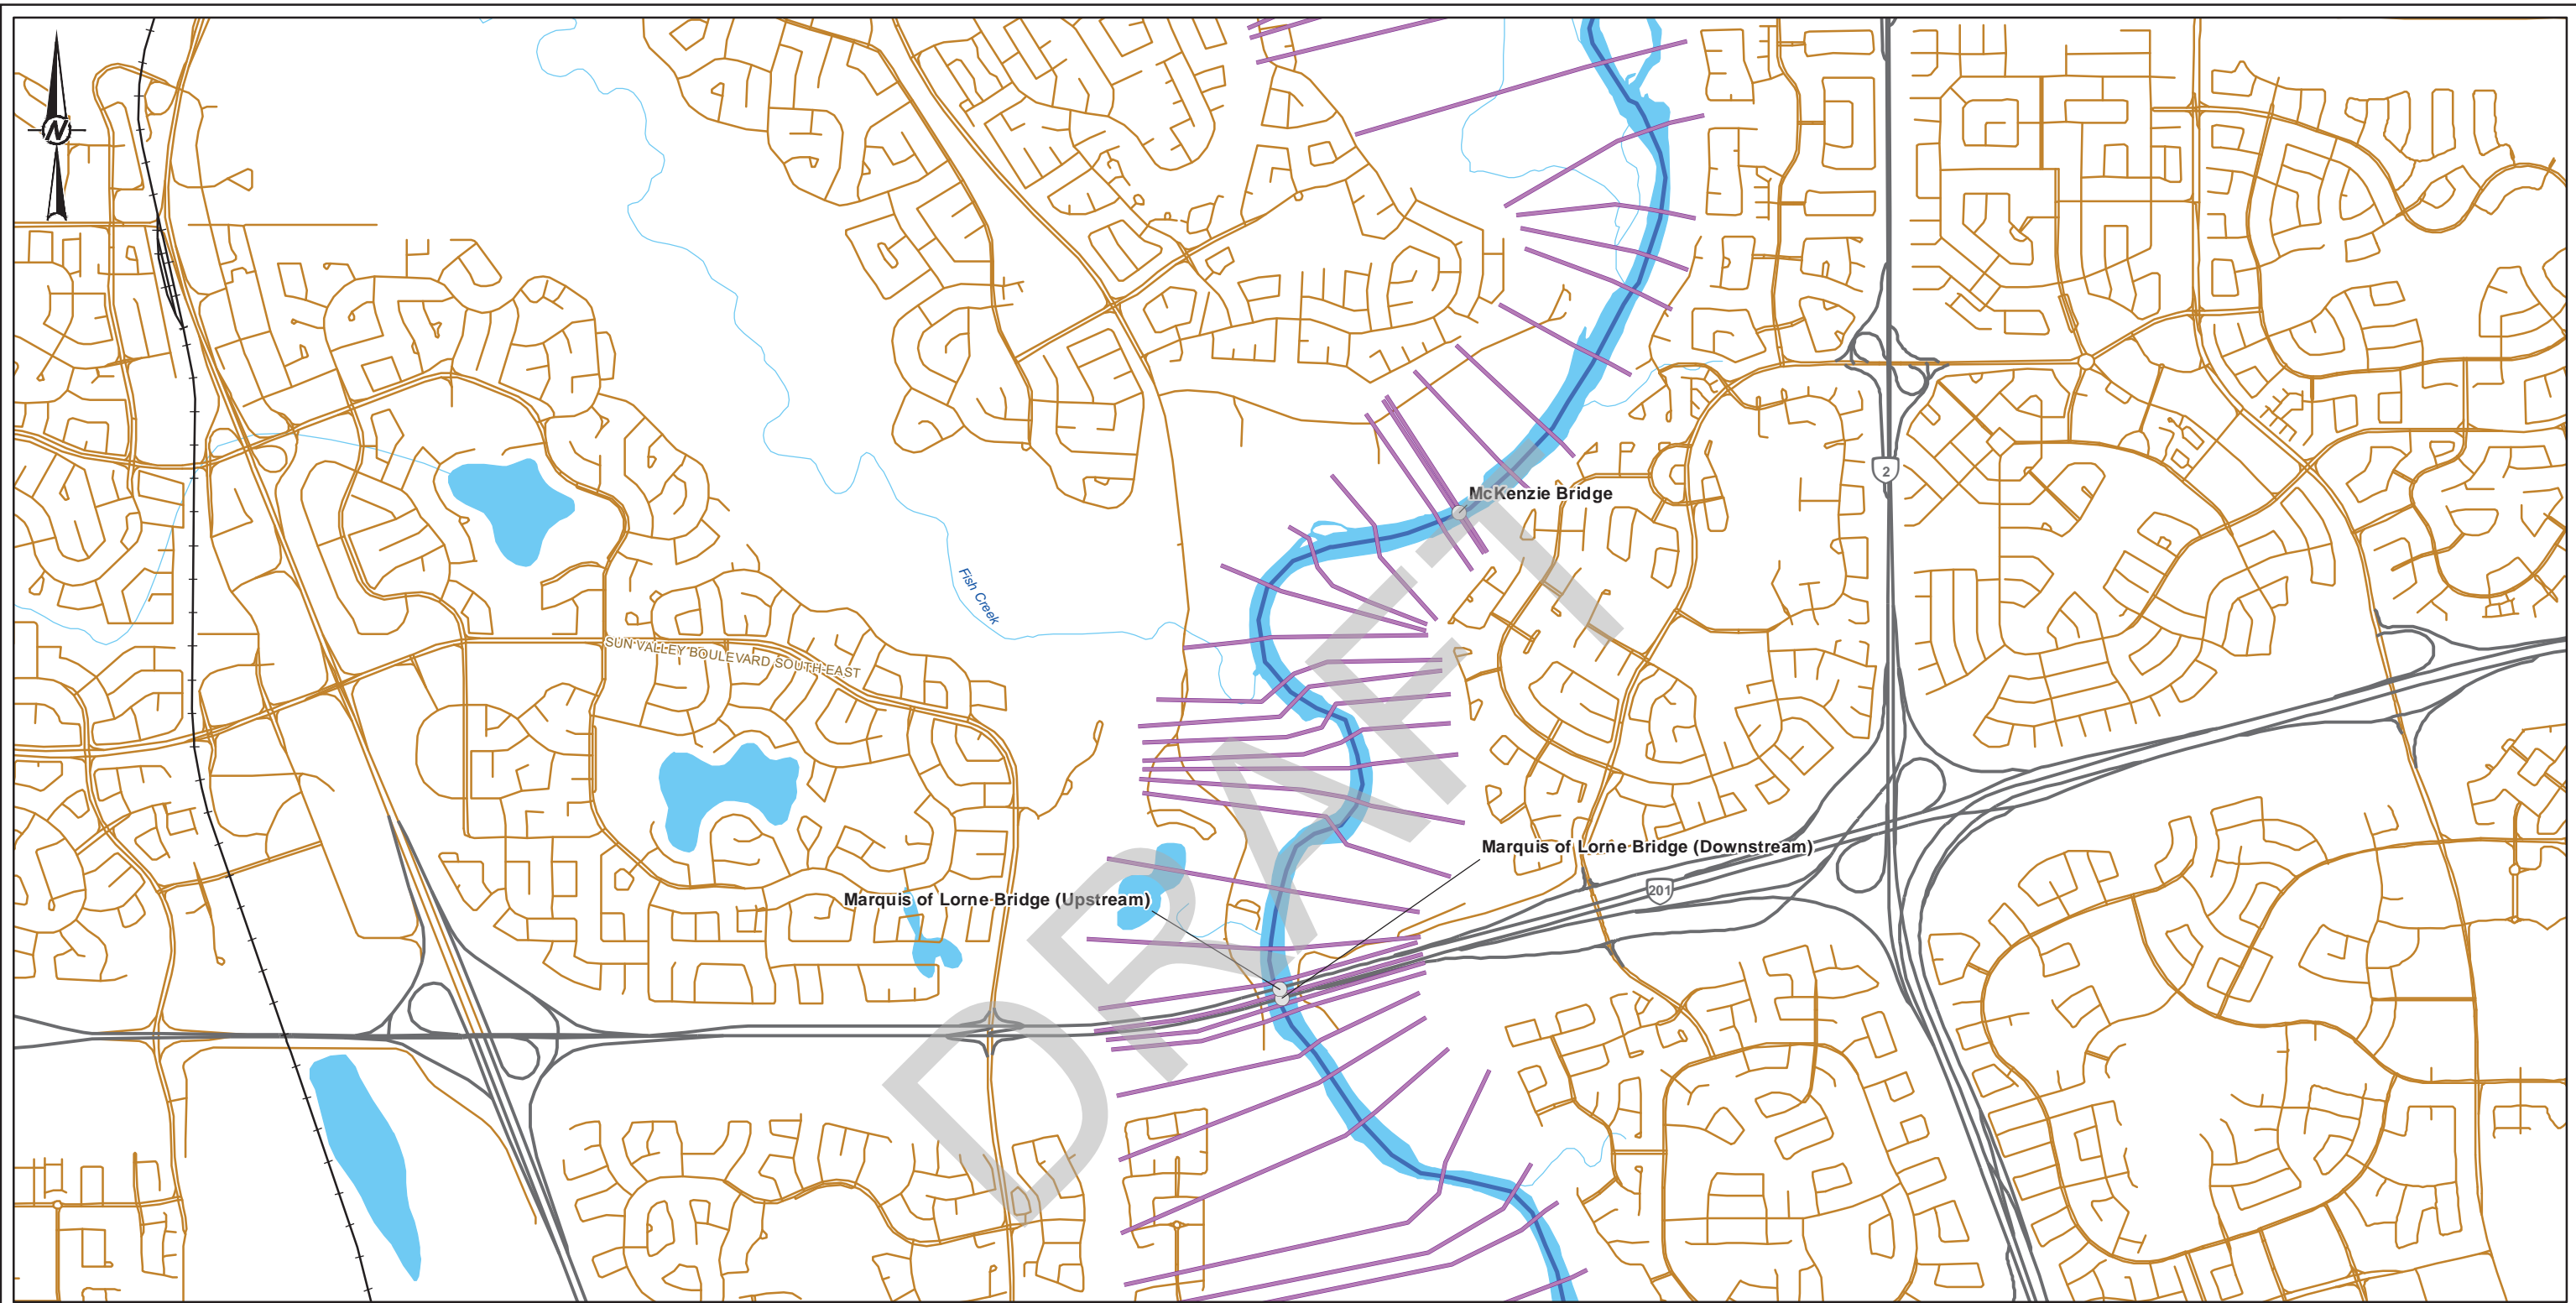 N
2
McKenzie Bridge
Fish Creek
SUN VALLEY BOULEVARD SOUTH EAST
Marquis of Lorne Bridge (Downstream)
201
Marquis of Lorne Bridge (Upstream)
DRAFT